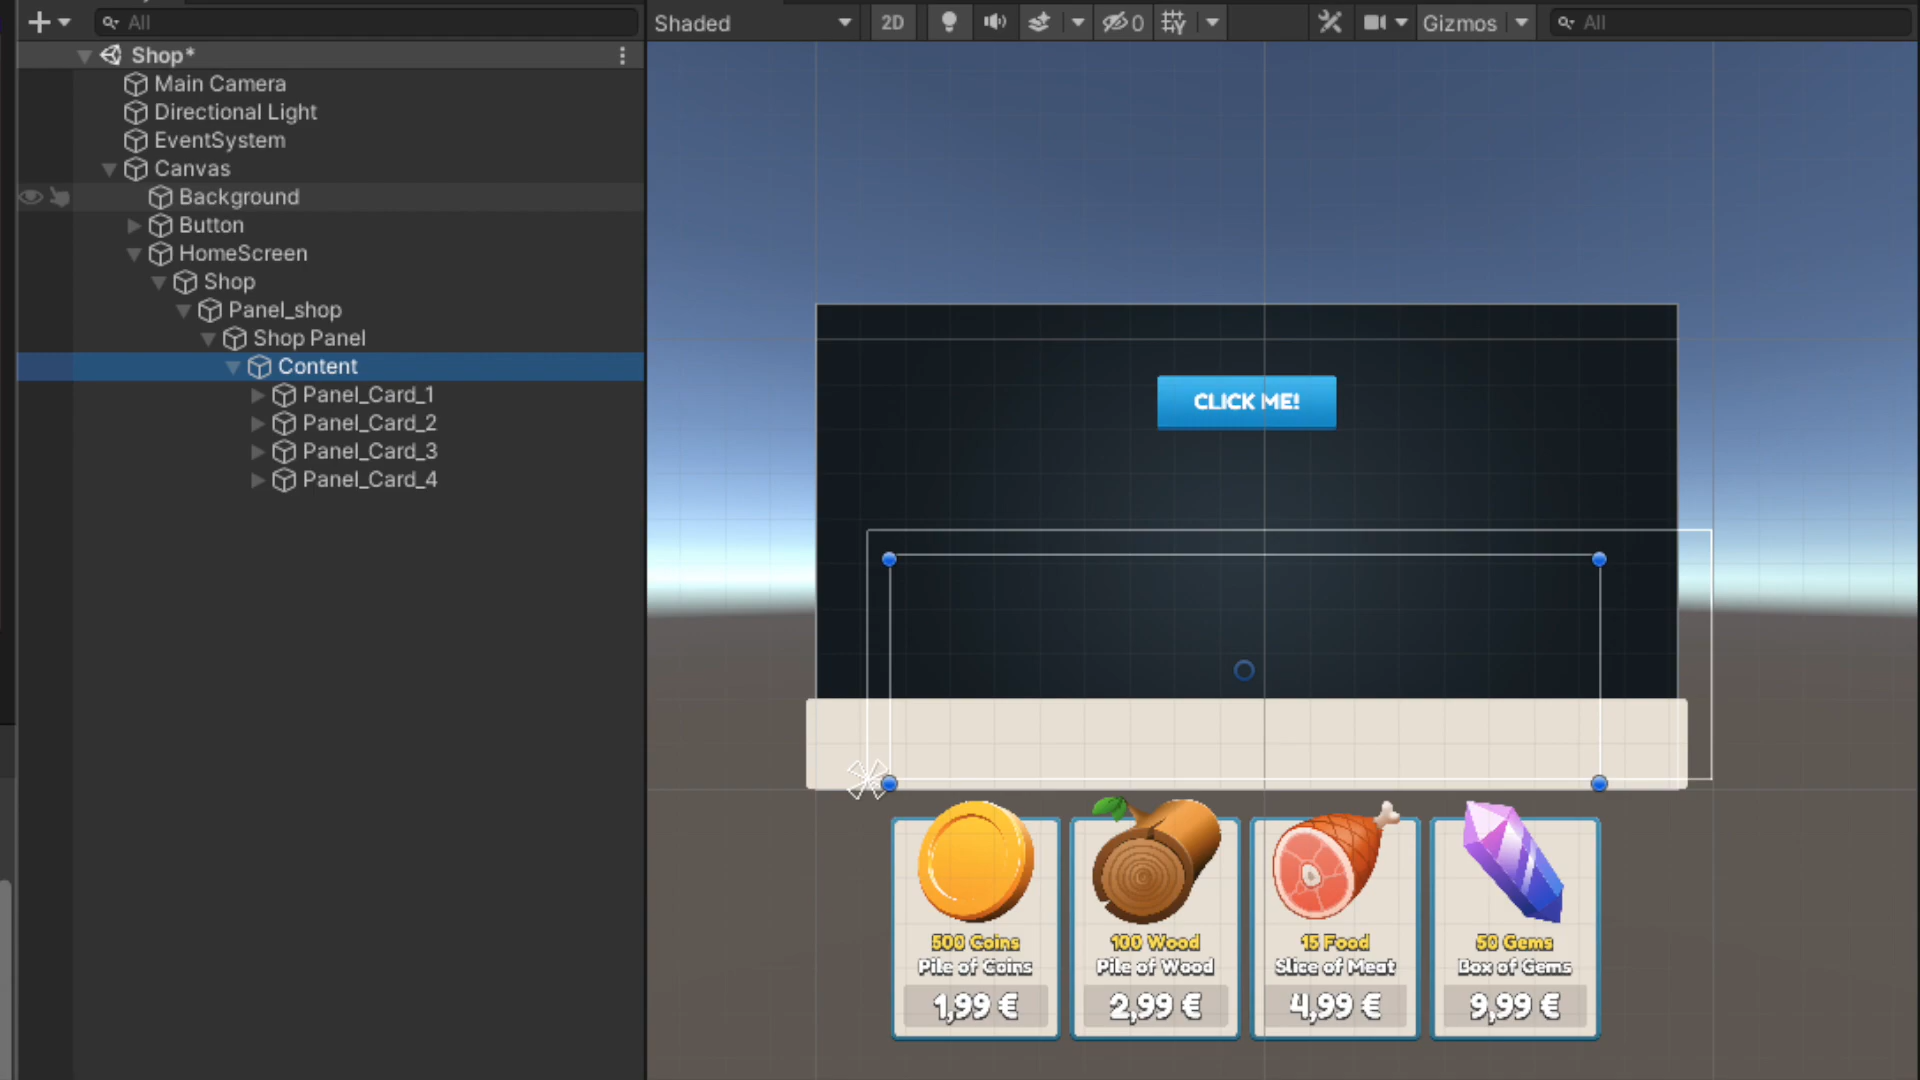 All
Shop*
Main Camera
Directional Light
EventSystem
Canvas
Background
Button
HomeScreen
Shop
Panel_shop
Shop Panel
Content
Panel_Card_1
Panel_Card_2
Panel_Card_3
Panel_Card_4
Shaded
2D
0
Gizmos
All
CLICK ME!
500 Coins
Pile of Coins
1,99 €
100 Wood
Pile of Wood
2,99 €
15 Food
Slice of Meat
4,99 €
50 Gems
Box of Gems
9,99 €